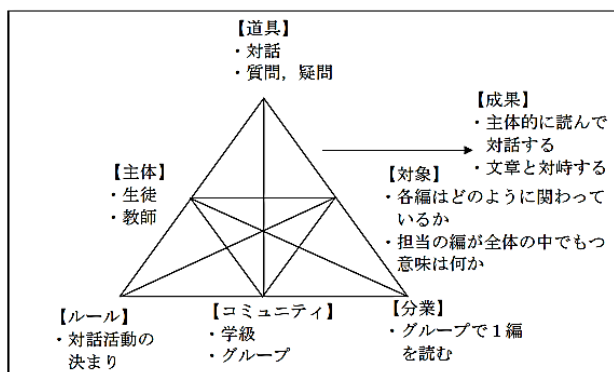 【道具】
・対話
・質問，疑問
【成果】
・主体的に読んで
対話する
・文章と対峙する
【主体】
・生徒
・教師
【対象】
・各編はどのように関わって
いるか
・担当の編が全体の中でもつ
意味は何か
【ルール】
・対話活動の
決まり
【コミュニティ】
・学級
・グループ
【分業】
・グループで１編
を読む